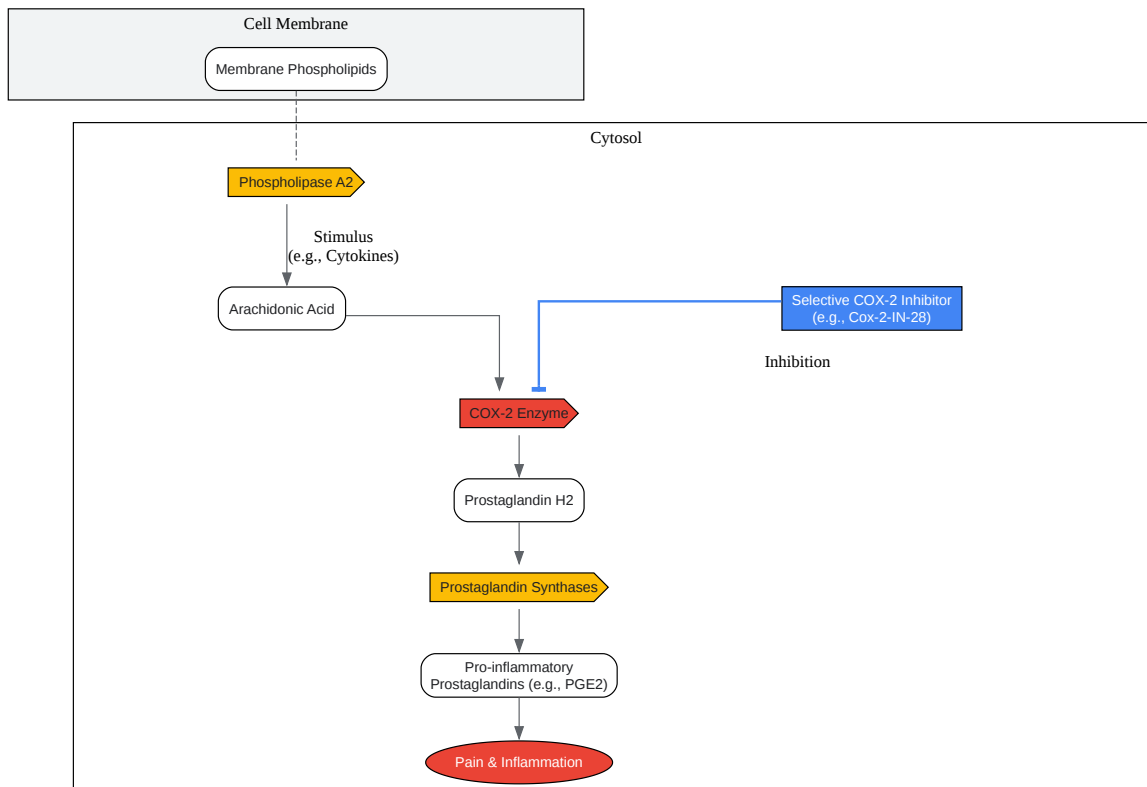 Cell Membrane
Membrane Phospholipids
Cytosol
Phospholipase A2
Stimulus
(e.g., Cytokines)
Arachidonic Acid
Selective COX-2 Inhibitor
(e.g., Cox-2-IN-28)
Inhibition
COX-2 Enzyme
Prostaglandin H2
Prostaglandin Synthases
Pro-inflammatory
Prostaglandins (e.g., PGE2)
Pain & Inflammation